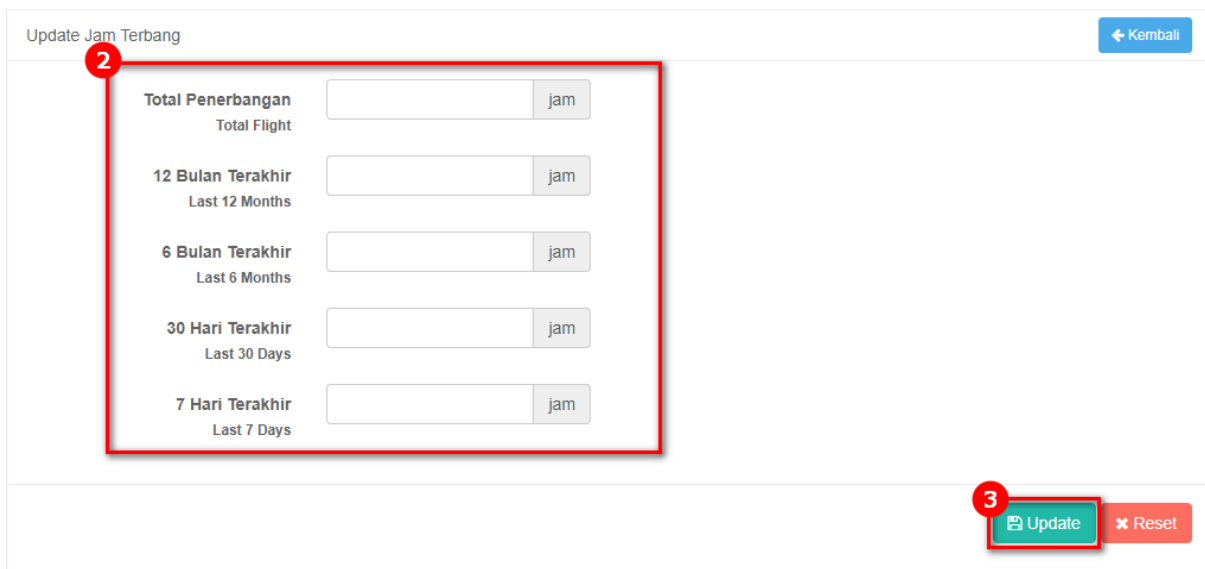 Update Jam Terbang
Kembali
2
Total Penerbangan
jam
Total Flight
12 Bulan Terakhir
jam
Last 12 Months
6 Bulan Terakhir
jam
Last 6 Months
30 Hari Terakhir
jam
Last 30 Days
7 Hari Terakhir
jam
Last 7 Days
3
Update
Reset